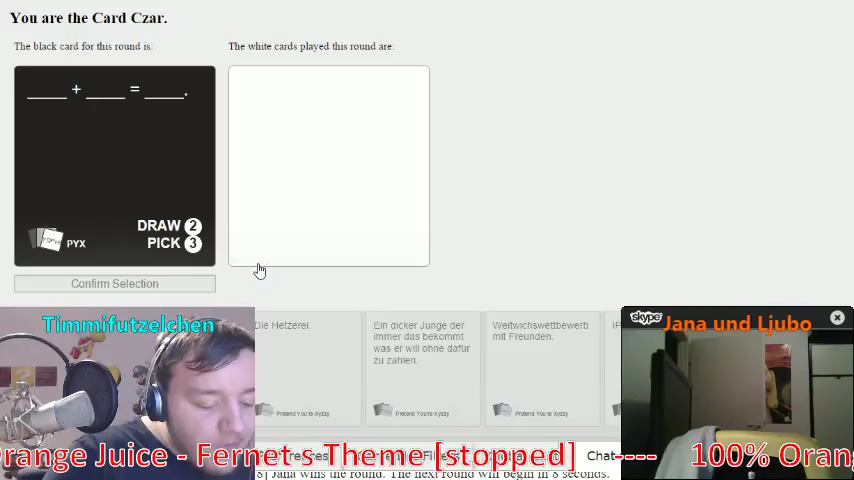 You are the Card Czar.
The black card for this round is:
The white cards played this round are:
____ + ____ = ____.
DRAW 2
PICK 3
PYX
Confirm Selection
Die Hetzerei.
Ein dicker Junge der
immer das bekommt
was er will ohne dafür
zu zahlen.
Weitwichswettbewerb
mit Freunden.
Pretend You're Xyzzy
Pretend You're Xyzzy
Pretend You're Xyzzy
Timmifutzelchen
skype
Jana und Ljubo
Orange Juice - Fernet s Theme [stopped] ---- 100% Oran
Chat
Jana wins the round. The next round will begin in 8 seconds.